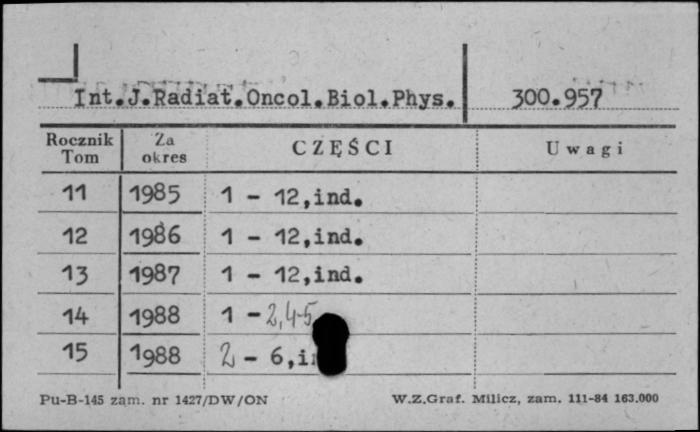 Int.J.Radiat.Oncol.Biol.Phys. 300.957
Rocznik Tom Za okres CZĘŚCI Uwagi
11 1985 1 - 12,ind.
12 1986 1 - 12,ind.
13 1987 1 - 12,ind.
14 1988 1 - 2,4-5
15 1988 2 - 6,i
Pu-B-145 zam. nr 1427/DW/ON W.Z.Graf. Milicz, zam. 111-84 163.000